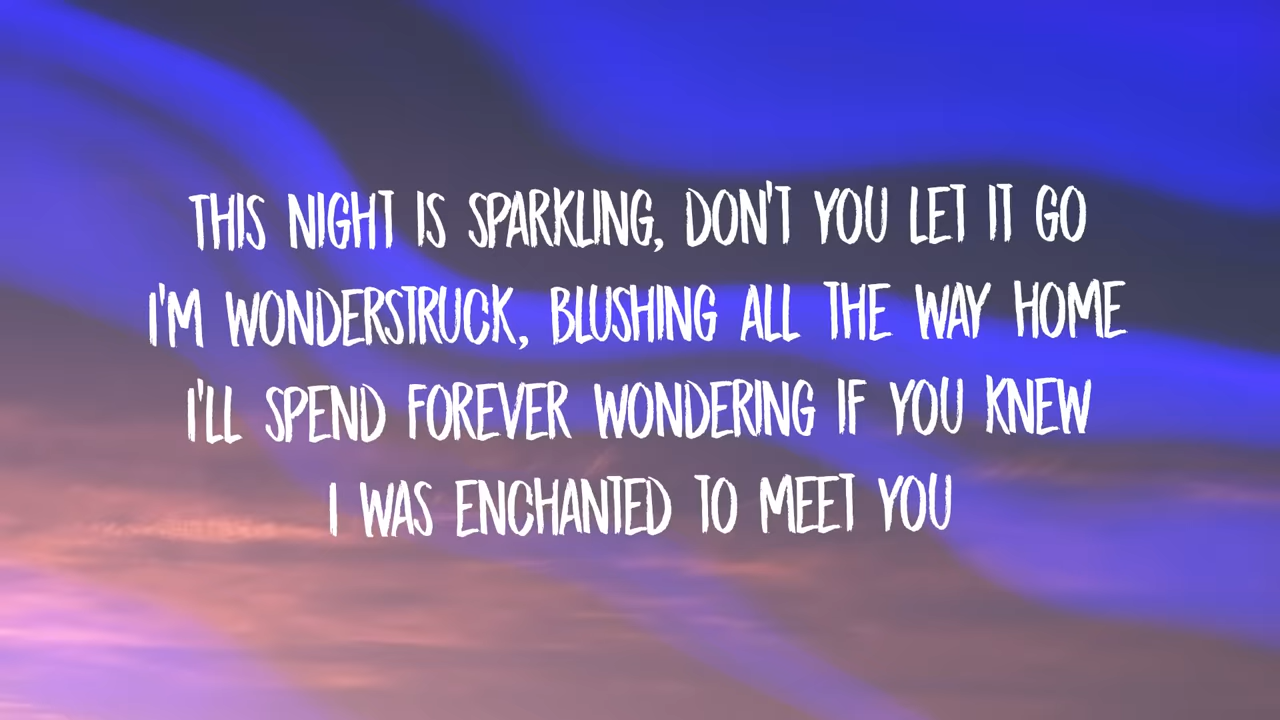 THIS NIGHT IS SPARKLING, DON'T YOU LET IT GO
I'M WONDERSTRUCK, BLUSHING ALL THE WAY HOME
I'LL SPEND FOREVER WONDERING IF YOU KNEW
I WAS ENCHANTED TO MEET YOU